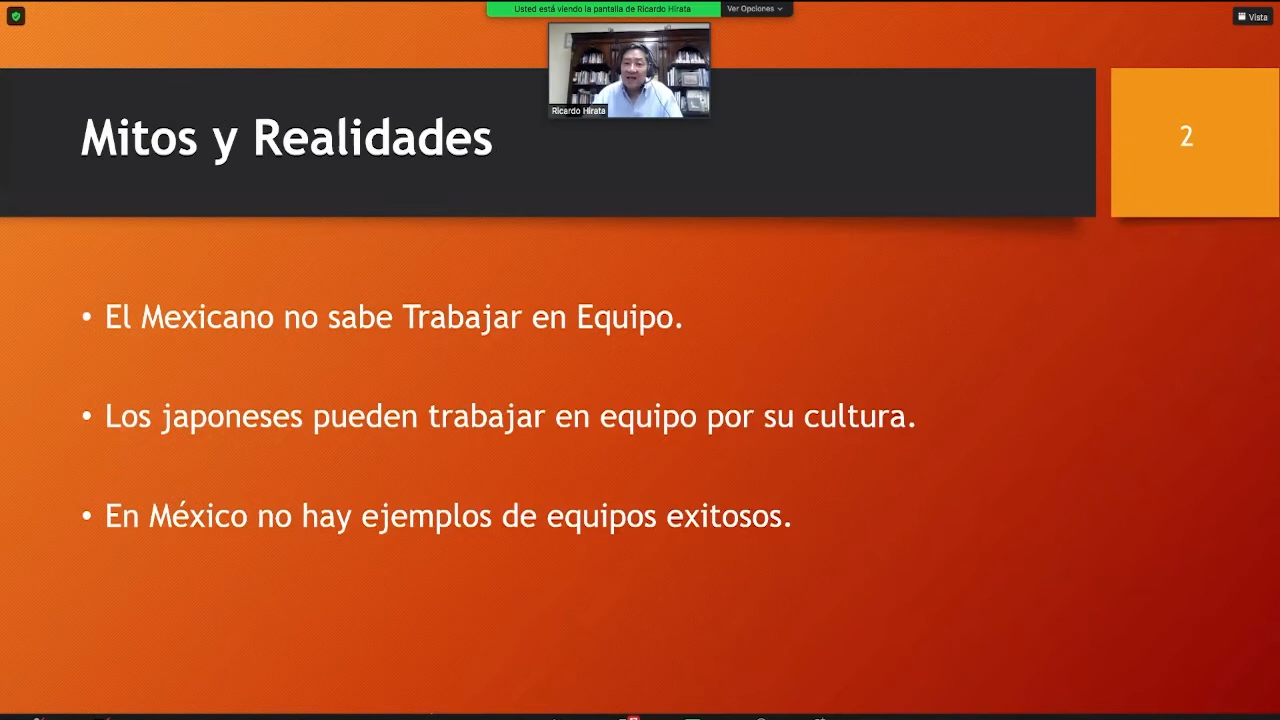 Usted está viendo la pantalla de Ricardo Hirata
Ver Opciones
Vista
Ricardo Hirata
Mitos y Realidades
2
• El Mexicano no sabe Trabajar en Equipo.
• Los japoneses pueden trabajar en equipo por su cultura.
• En México no hay ejemplos de equipos exitosos.